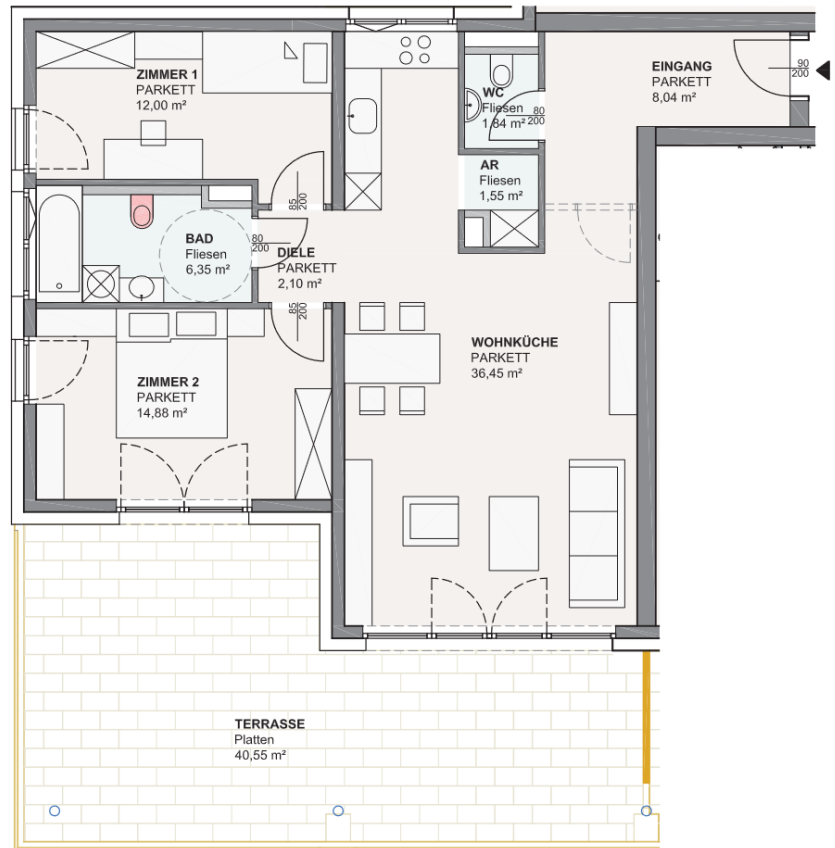 ZIMMER 1
PARKETT
12,00 m²
EINGANG
PARKETT
8,04 m²
90
200
WC
Fliesen
1,84 m²
80
200
AR
Fliesen
1,55 m²
85
200
BAD
Fliesen
6,35 m²
80
200
DIELE
PARKETT
2,10 m²
85
200
WOHNKÜCHE
PARKETT
36,45 m²
ZIMMER 2
PARKETT
14,88 m²
TERRASSE
Platten
40,55 m²